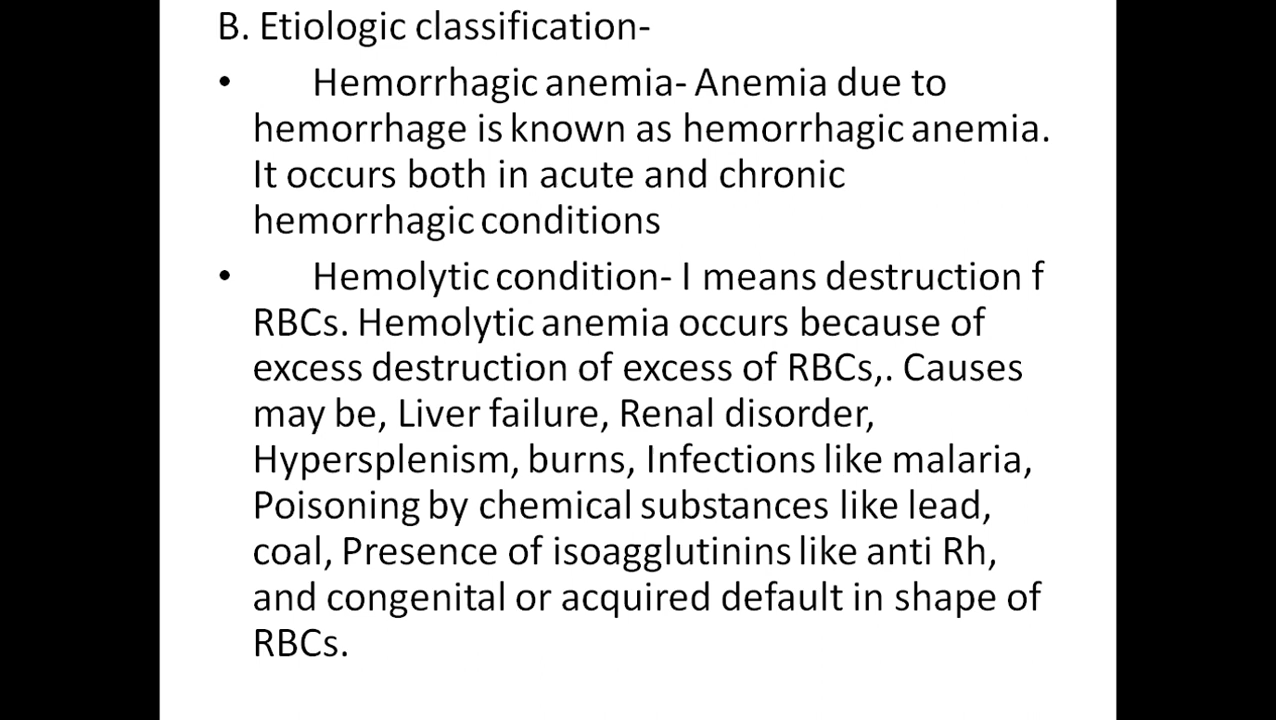 B. Etiologic classification-
• Hemorrhagic anemia- Anemia due to
hemorrhage is known as hemorrhagic anemia.
It occurs both in acute and chronic
hemorrhagic conditions
• Hemolytic condition- I means destruction f
RBCs. Hemolytic anemia occurs because of
excess destruction of excess of RBCs,. Causes
may be, Liver failure, Renal disorder,
Hypersplenism, burns, Infections like malaria,
Poisoning by chemical substances like lead,
coal, Presence of isoagglutinins like anti Rh,
and congenital or acquired default in shape of
RBCs.